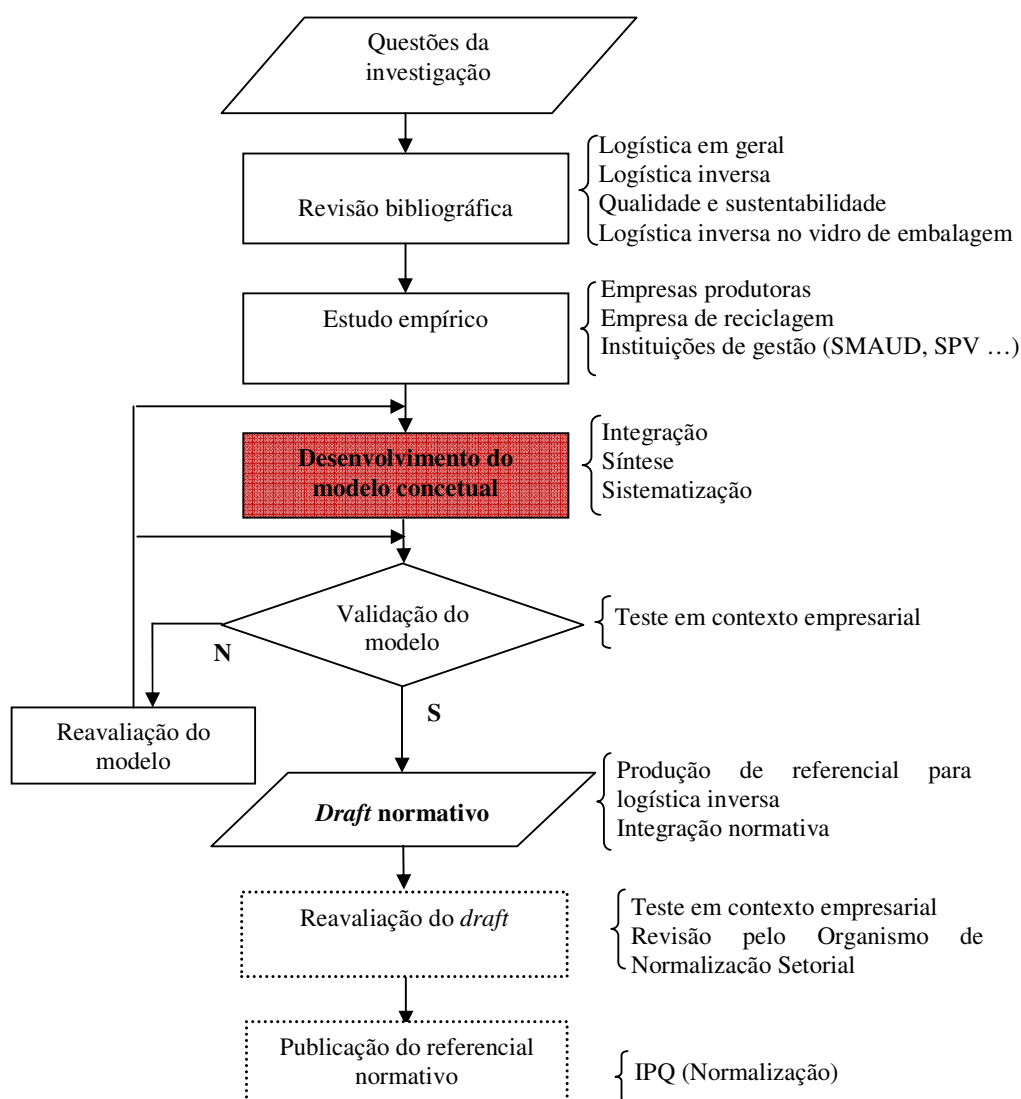 Questões da
investigação
Revisão bibliográfica
Logística em geral
Logística inversa
Qualidade e sustentabilidade
Logística inversa no vidro de embalagem
Estudo empírico
Empresas produtoras
Empresa de reciclagem
Instituições de gestão (SMAUD, SPV …)
Desenvolvimento do
modelo concetual
Integração
Síntese
Sistematização
Validação do
modelo
Teste em contexto empresarial
N
S
Reavaliação do
modelo
Draft normativo
Produção de referencial para
logística inversa
Integração normativa
Reavaliação do draft
Teste em contexto empresarial
Revisão pelo Organismo de
Normalização Setorial
Publicação do referencial
normativo
IPQ (Normalização)